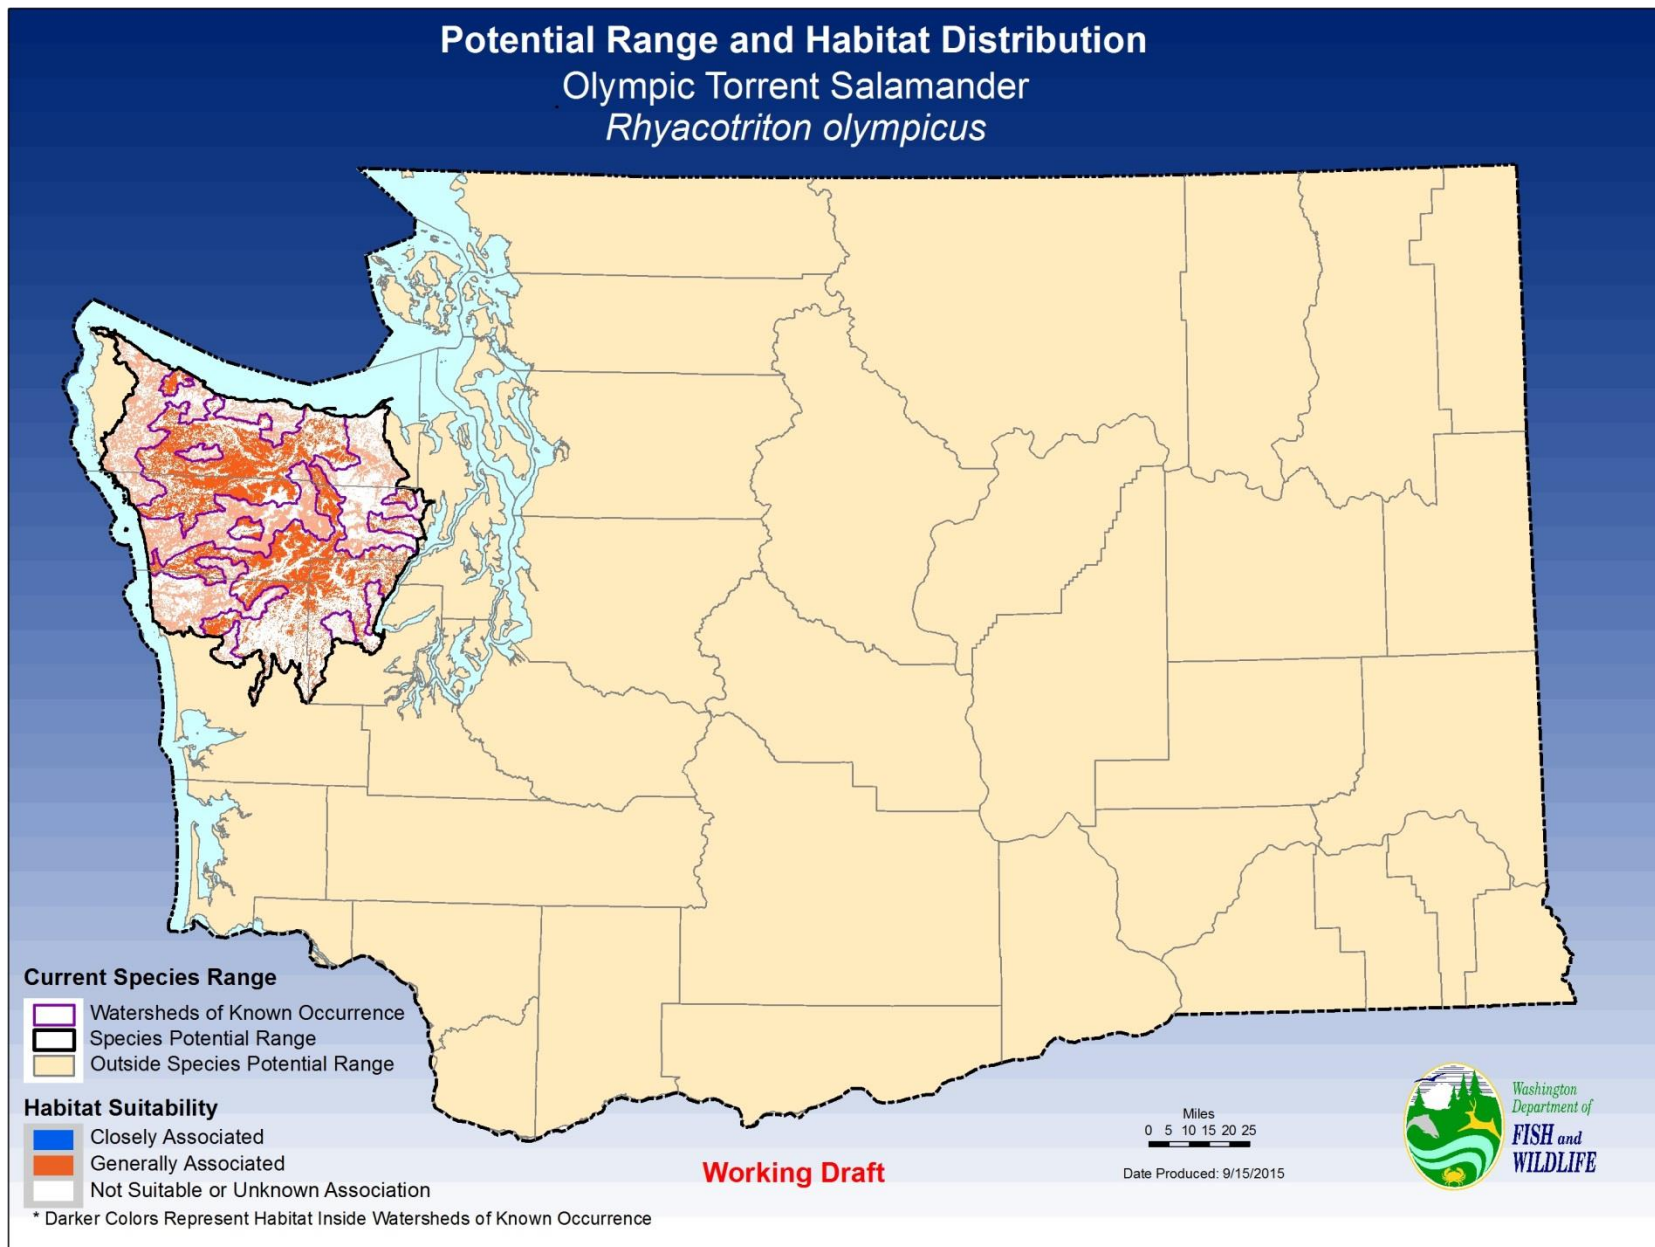 Potential Range and Habitat Distribution
Olympic Torrent Salamander
Rhyacotriton olympicus
Current Species Range
Watersheds of Known Occurrence
Species Potential Range
Outside Species Potential Range
Habitat Suitability
Closely Associated
Generally Associated
Not Suitable or Unknown Association
* Darker Colors Represent Habitat Inside Watersheds of Known Occurrence
Working Draft
Miles
0 5 10 15 20 25
Date Produced: 9/15/2015
Washington
Department of
FISH and
WILDLIFE